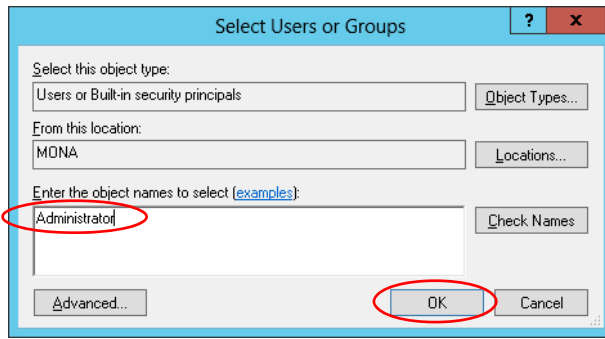 Select Users or Groups
? x
Select this object type:
Users or Built-in security principals
Object Types...
From this location:
MONA
Locations...
Enter the object names to select (examples):
Administrator
Check Names
Advanced...
OK
Cancel